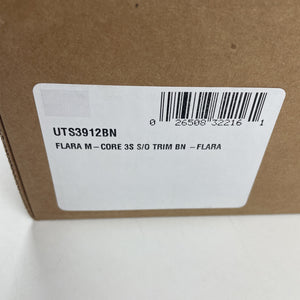 0 26508 32216 1
UTS3912BN
FLARA M-CORE 3S S/O TRIM BN -FLARA